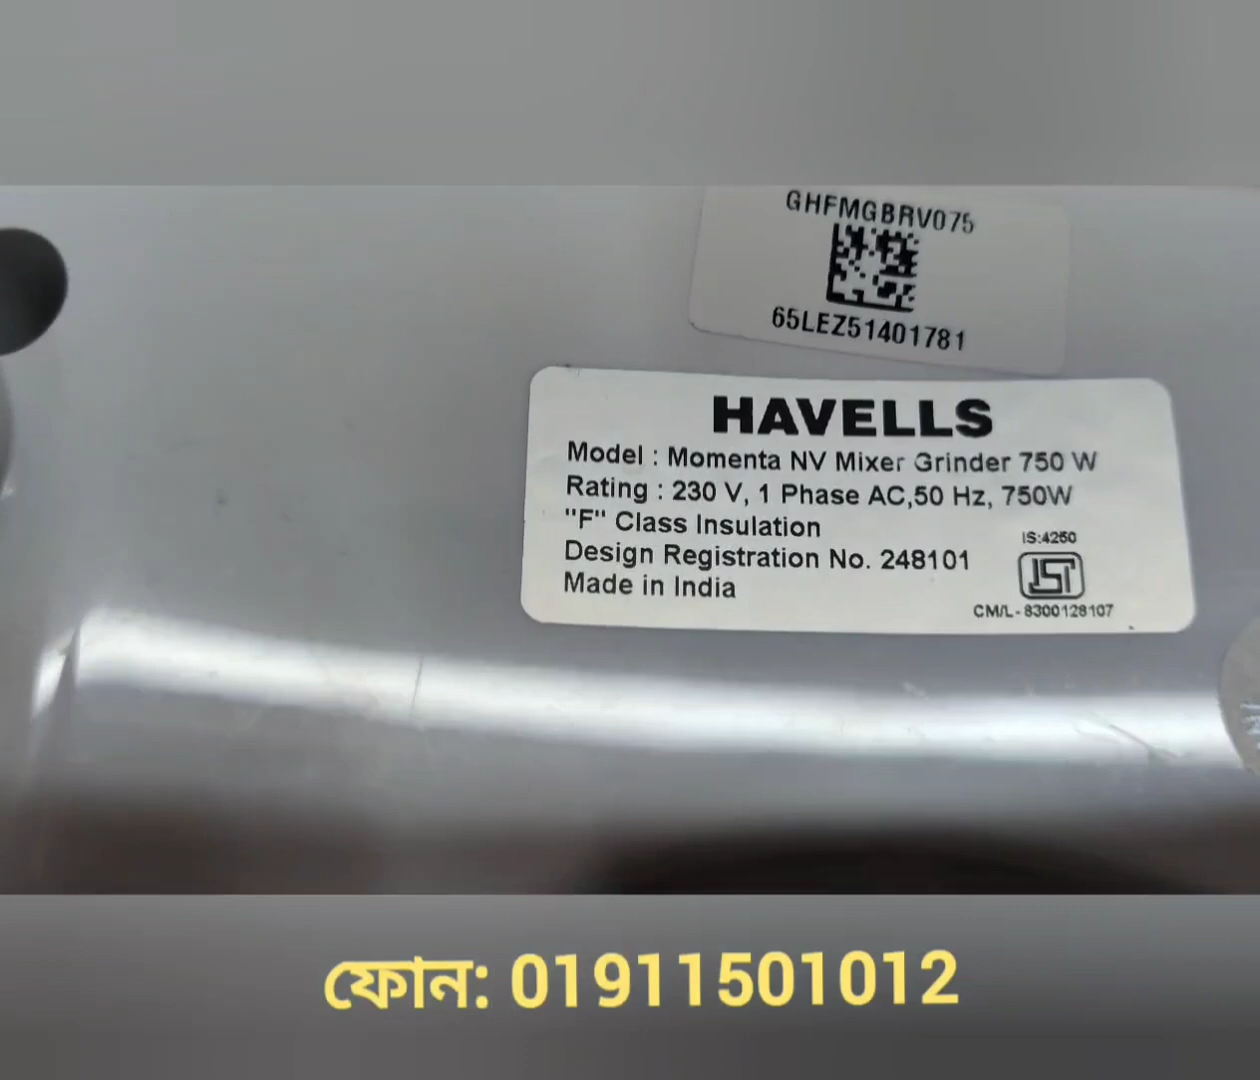 GHFMGBRV075
65LEZ51401781
HAVELLS
Model : Momenta NV Mixer Grinder 750 W
Rating : 230 V, 1 Phase AC,50 Hz, 750W
"F" Class Insulation
Design Registration No. 248101
Made in India
IS:4250
ISI
CM/L - 8300128107
ফোন: 01911501012